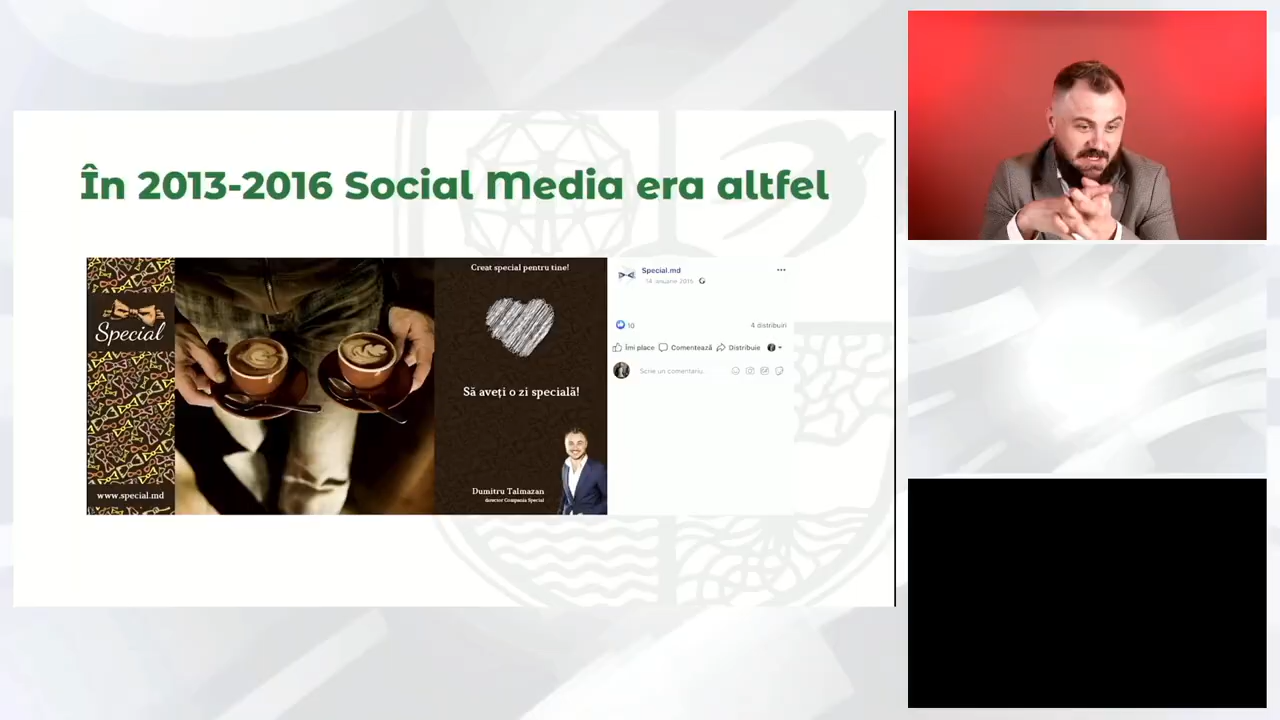 În 2013-2016 Social Media era altfel
Special
www.special.md
Creat special pentru tine!
Să aveți o zi specială!
Dumitru Talmazan
director Compania Special
Special.md
14 ianuarie 2015
10
4 distribuiri
Îmi place Comentează Distribuie
Scrie un comentariu...